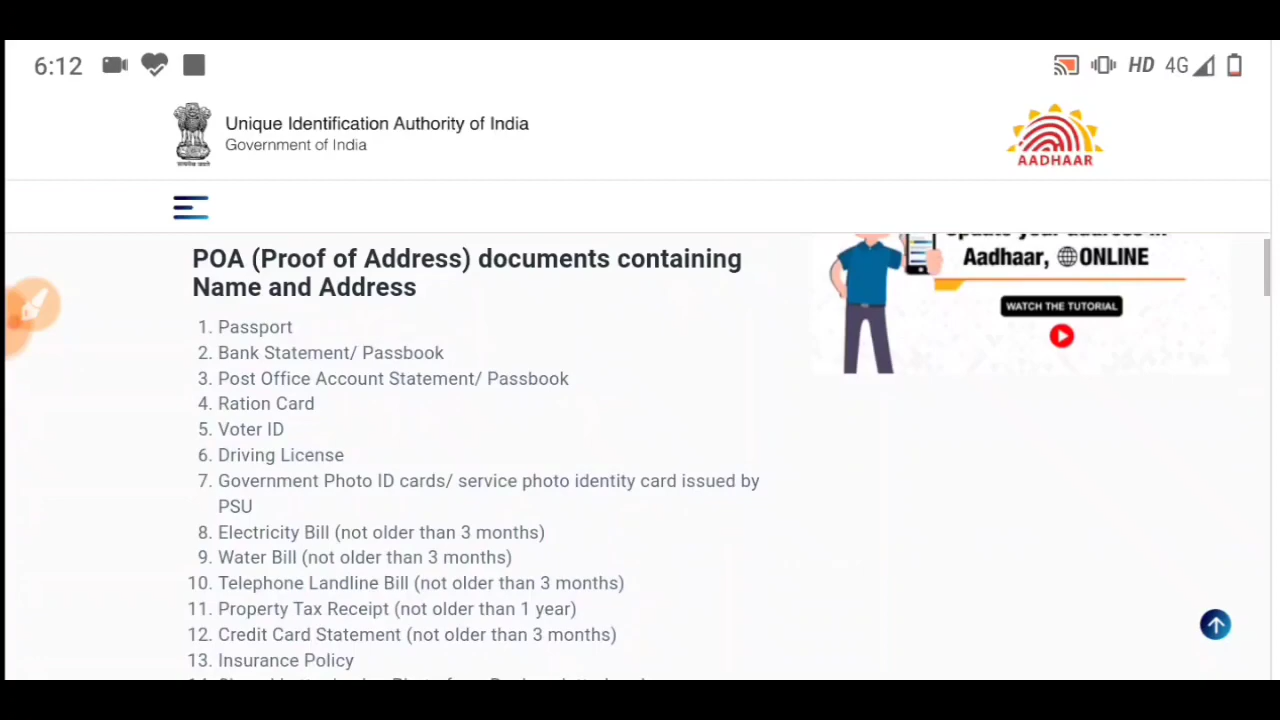 6:12
HD 4G
Unique Identification Authority of India
Government of India
AADHAAR
POA (Proof of Address) documents containing
Name and Address
Aadhaar, ONLINE
WATCH THE TUTORIAL
1. Passport
2. Bank Statement/ Passbook
3. Post Office Account Statement/ Passbook
4. Ration Card
5. Voter ID
6. Driving License
7. Government Photo ID cards/ service photo identity card issued by
PSU
8. Electricity Bill (not older than 3 months)
9. Water Bill (not older than 3 months)
10. Telephone Landline Bill (not older than 3 months)
11. Property Tax Receipt (not older than 1 year)
12. Credit Card Statement (not older than 3 months)
13. Insurance Policy